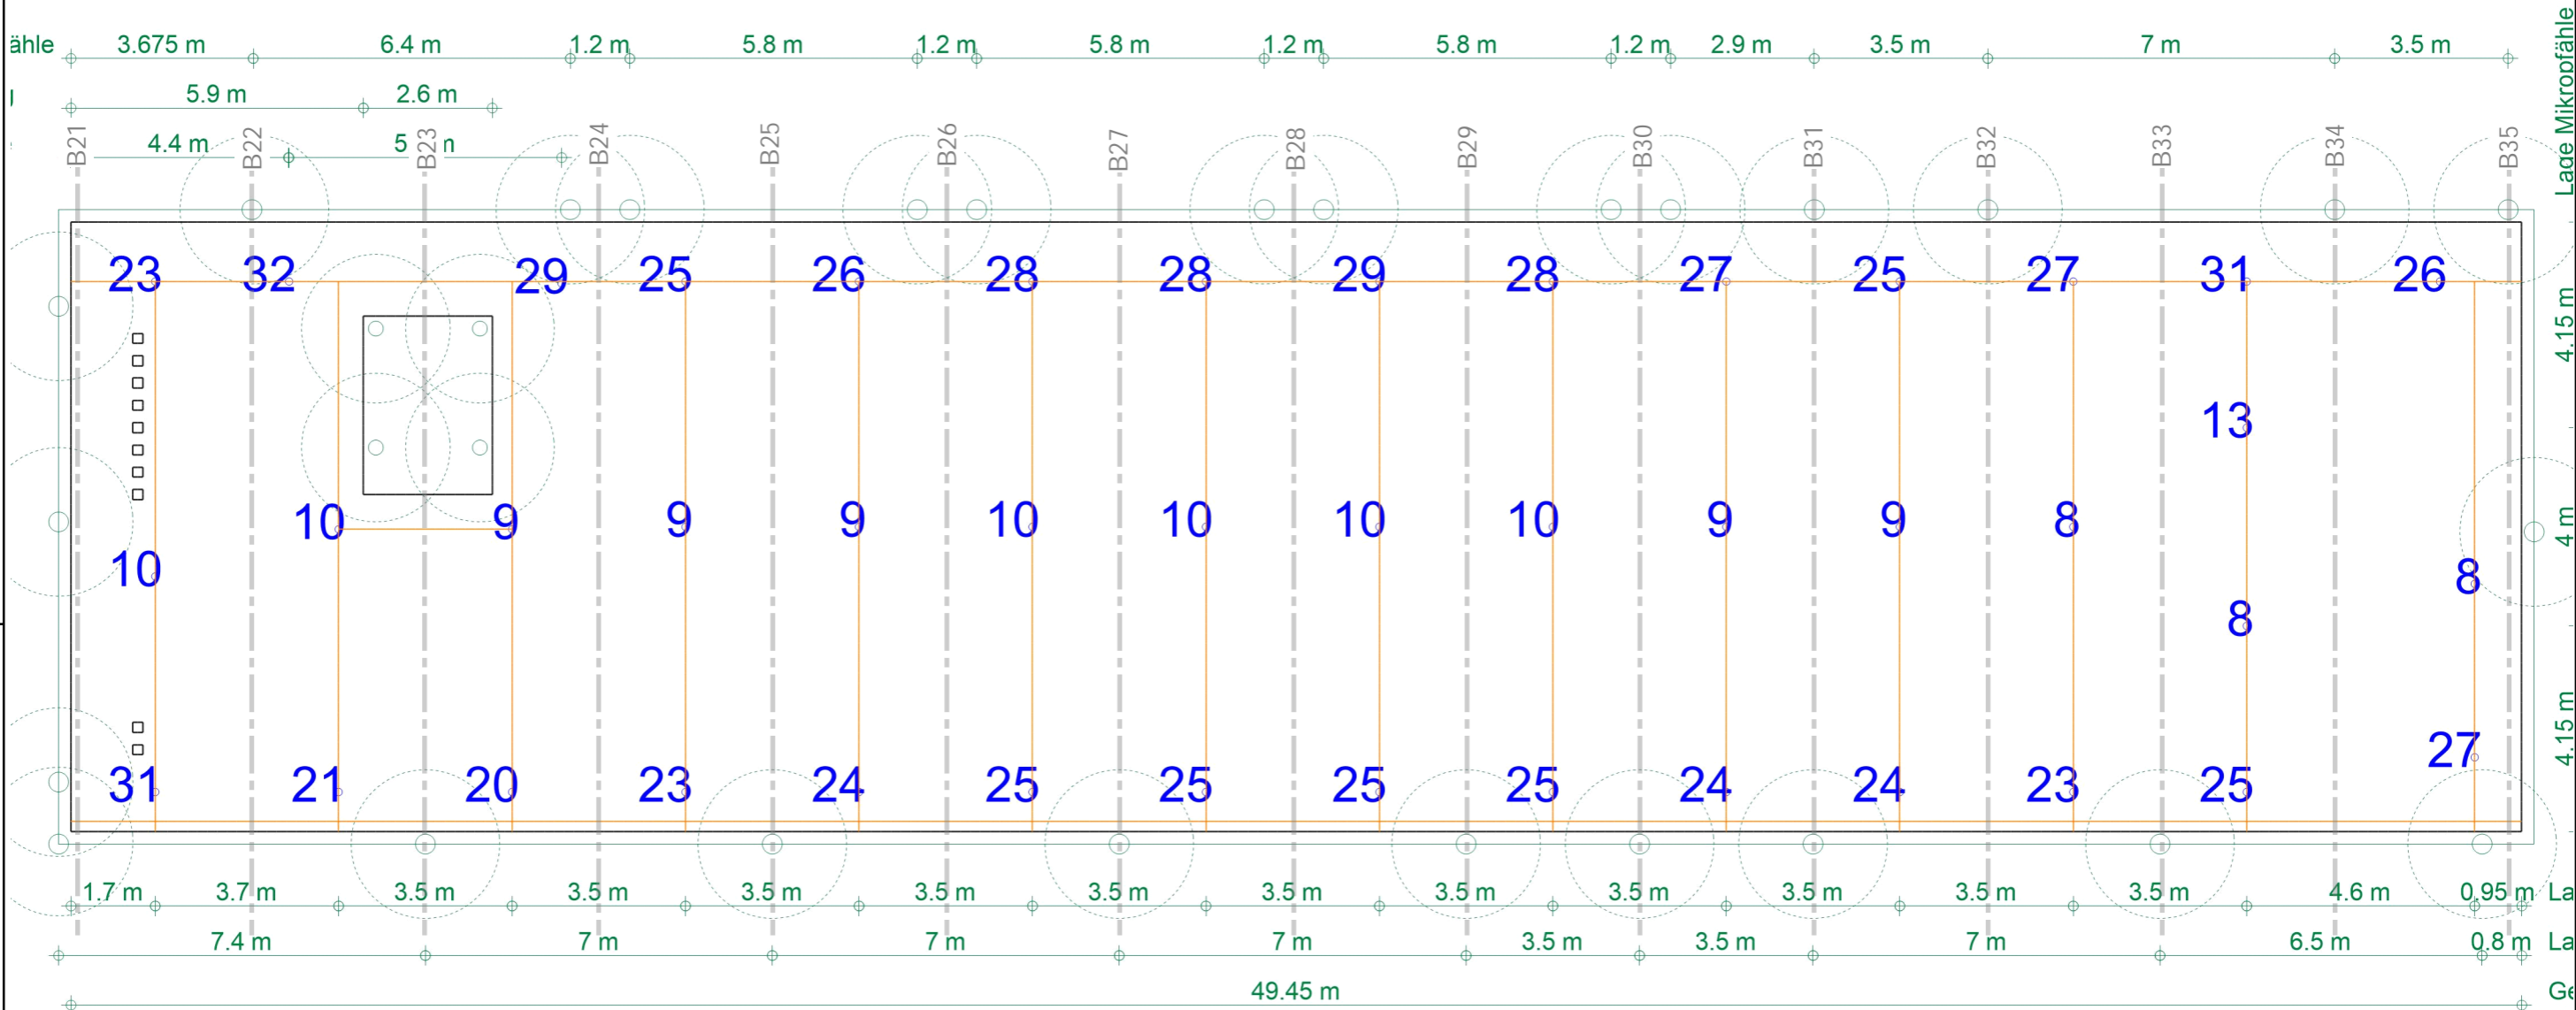 ähle 3.675 m 6.4 m 1.2 m 5.8 m 1.2 m 5.8 m 1.2 m 5.8 m 1.2 m 2.9 m 3.5 m 7 m 3.5 m
Lage Mikropfähle
5.9 m 2.6 m
4.4 m 5
B21 B22 B23 B24 B25 B26 B27 B28 B29 B30 B31 B32 B33 B34 B35
23 32 29 25 26 28 28 29 28 27 25 27 31 26
4.15 m
13
10 9 9 9 10 10 10 10 9 9 8
4 m
10 8
8
27
4.15 m
31 21 20 23 24 25 25 25 25 24 24 23 25
1.7 m 3.7 m 3.5 m 3.5 m 3.5 m 3.5 m 3.5 m 3.5 m 3.5 m 3.5 m 3.5 m 3.5 m 3.5 m 4.6 m 0.95 m La
7.4 m 7 m 7 m 7 m 3.5 m 3.5 m 7 m 6.5 m 0.8 m La
49.45 m Ge